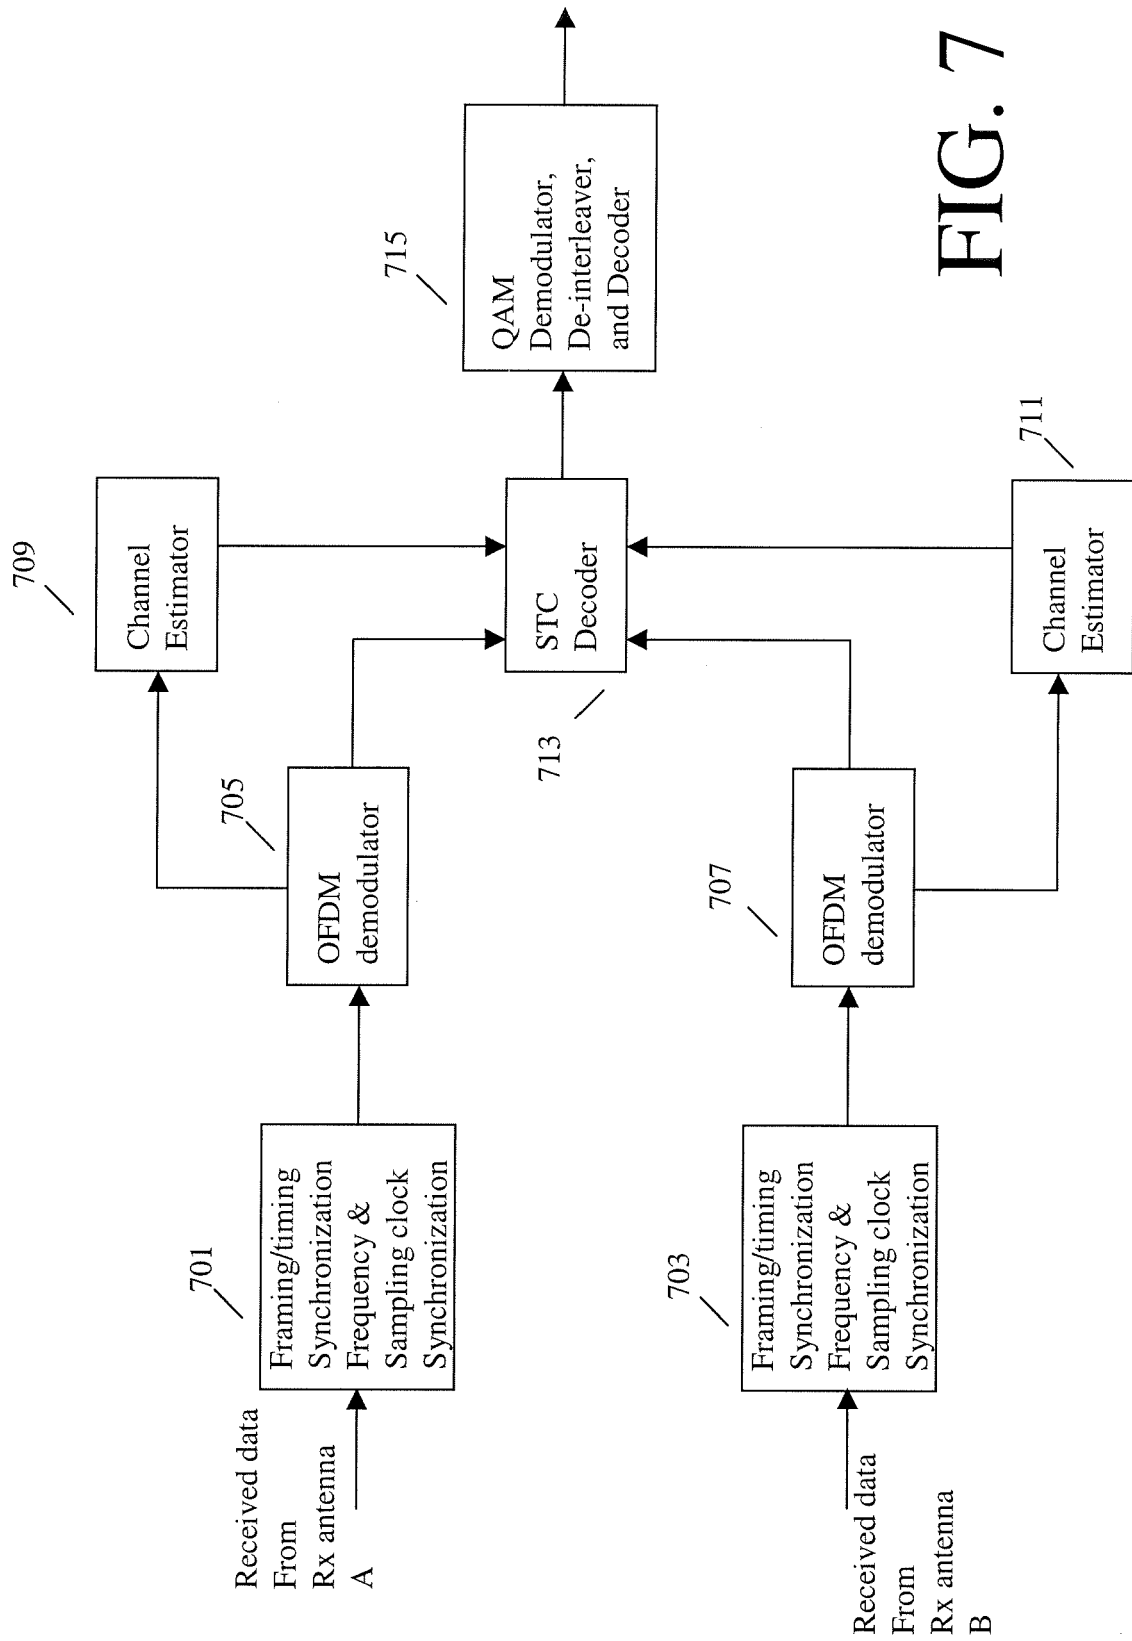 Received data
From
Rx antenna
A
701
Framing/timing
Synchronization
Frequency &
Sampling clock
Synchronization
705
OFDM
demodulator
709
Channel
Estimator
713
STC
Decoder
715
QAM
Demodulator,
De-interleaver,
and Decoder
Received data
From
Rx antenna
B
703
Framing/timing
Synchronization
Frequency &
Sampling clock
Synchronization
707
OFDM
demodulator
711
Channel
Estimator
FIG. 7